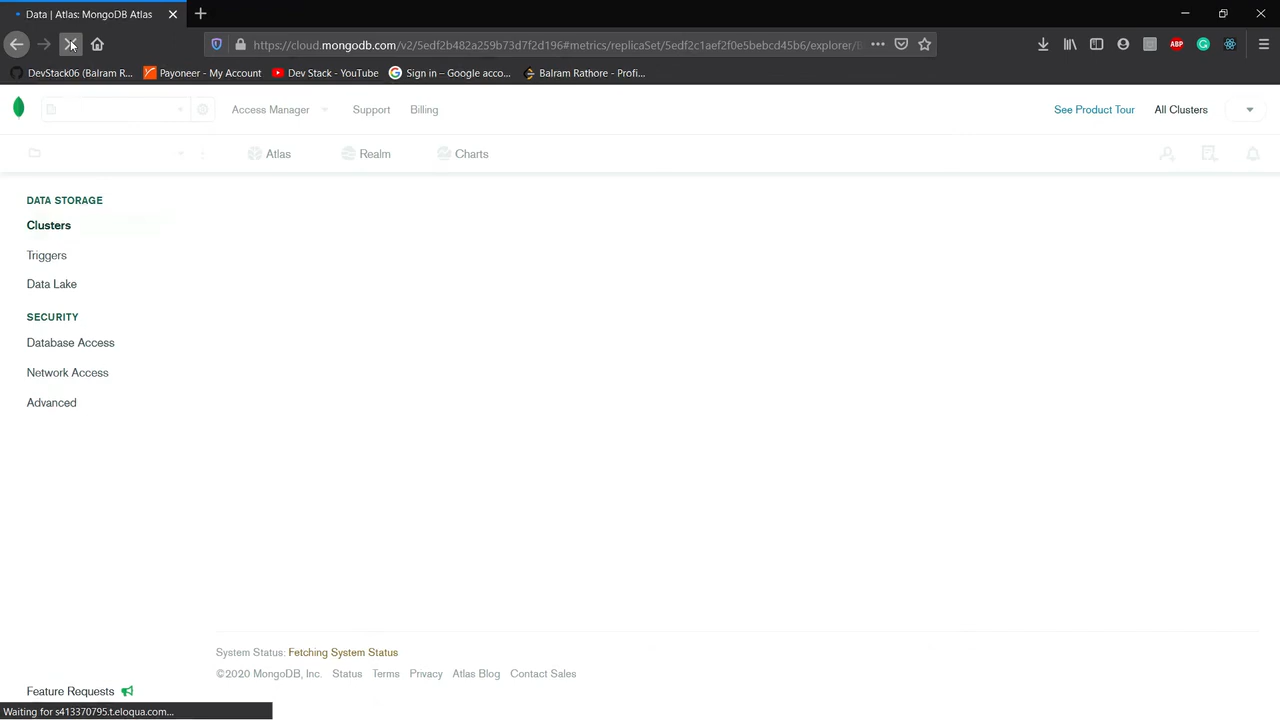 Data | Atlas: MongoDB Atlas
https://cloud.mongodb.com/v2/5edf2b482a259b73d7f2d196#metrics/replicaSet/5edf2c1aef2f0e5bebcd45b6/explorer/B
ABP
DevStack06 (Balram R... Payoneer - My Account Dev Stack - YouTube Sign in – Google acco... Balram Rathore - Profi...
Access Manager Support Billing See Product Tour All Clusters
Atlas Realm Charts
DATA STORAGE
Clusters
Triggers
Data Lake
SECURITY
Database Access
Network Access
Advanced
System Status: Fetching System Status
©2020 MongoDB, Inc. Status Terms Privacy Atlas Blog Contact Sales
Feature Requests
Waiting for s413370795.t.eloqua.com...